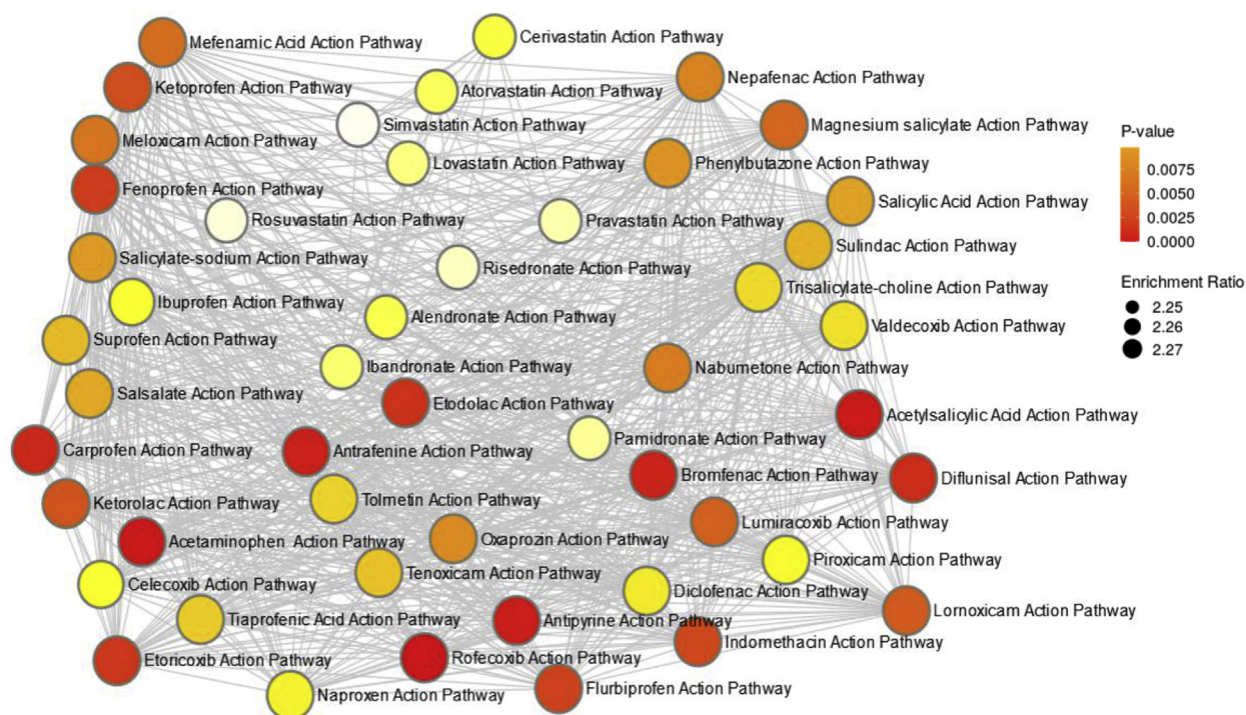 Mefenamic Acid Action Pathway
Cerivastatin Action Pathway
Nepafenac Action Pathway
Ketoprofen Action Pathway
Atorvastatin Action Pathway
Simvastatin Action Pathway
Magnesium salicylate Action Pathway
Meloxicam Action Pathway
Lovastatin Action Pathway
Phenylbutazone Action Pathway
Fenoprofen Action Pathway
Salicylic Acid Action Pathway
Rosuvastatin Action Pathway
Pravastatin Action Pathway
Sulindac Action Pathway
Salicylate-sodium Action Pathway
Risedronate Action Pathway
Trisalicylate-choline Action Pathway
Ibuprofen Action Pathway
Alendronate Action Pathway
Valdecoxib Action Pathway
Suprofen Action Pathway
Ibandronate Action Pathway
Nabumetone Action Pathway
Salsalate Action Pathway
Etodolac Action Pathway
Acetylsalicylic Acid Action Pathway
Pamidronate Action Pathway
Carprofen Action Pathway
Antrafenine Action Pathway
Bromfenac Action Pathway
Diflunisal Action Pathway
Ketorolac Action Pathway
Tolmetin Action Pathway
Lumiracoxib Action Pathway
Acetaminophen Action Pathway
Oxaprozin Action Pathway
Piroxicam Action Pathway
Tenoxicam Action Pathway
Celecoxib Action Pathway
Diclofenac Action Pathway
Lornoxicam Action Pathway
Tiaprofenic Acid Action Pathway
Antipyrine Action Pathway
Indomethacin Action Pathway
Etoricoxib Action Pathway
Rofecoxib Action Pathway
Flurbiprofen Action Pathway
Naproxen Action Pathway
P-value
0.0075
0.0050
0.0025
0.0000
Enrichment Ratio
2.25
2.26
2.27